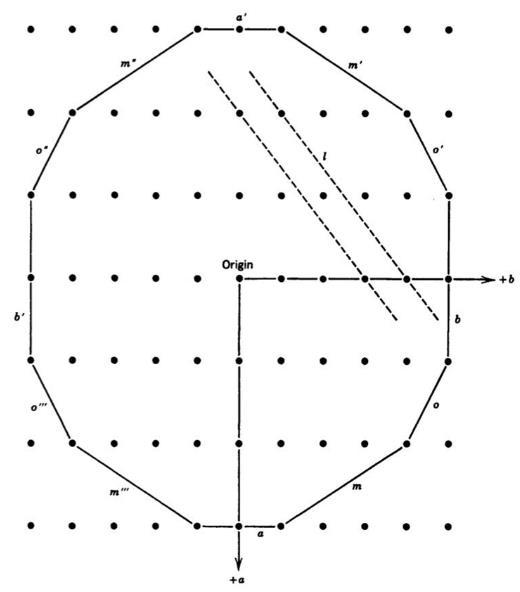 a'
m" m'
o" o'
l
Origin
+b
b' b
o''' o
m''' m
a
+a